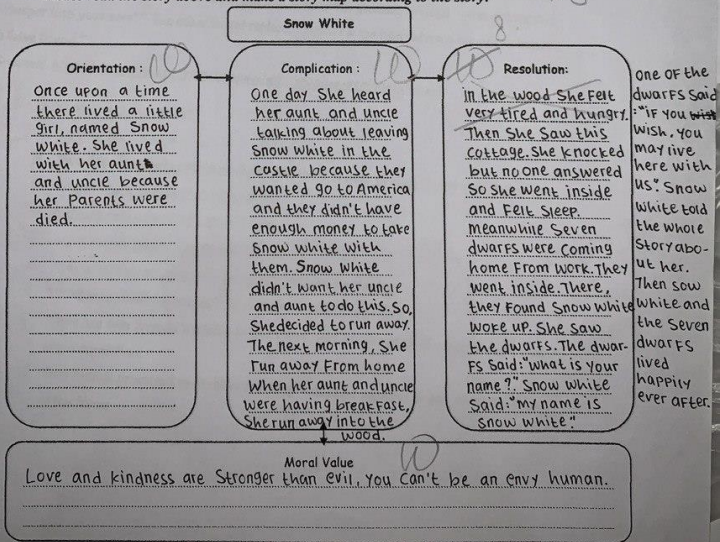 Snow White
8
Orientation :
10
Once upon a time
there lived a little
girl, named Snow
White. She lived
with her aunt
and uncle because
her Parents were
died.
Complication :
10
One day She heard
her aunt and uncle
talking about leaving
Snow White in the
castle because they
wanted go to America
and they didn't have
enough money to take
Snow White with
them. Snow White
didn't want her uncle
and aunt to do this. So,
She decided to run away.
The next morning, She
run away From home
When her aunt and uncle
were having breakfast.
She run away into the
wood.
10
Resolution:
in the wood She Felt
very tired and hungry.
Then She Saw this
cottage. She knocked
but no one answered
So She went inside
and Felt Sleep.
meanwhile Seven
dwarfs were Coming
home From work. They
went inside. There,
they Found Snow White
woke up. She saw
the dwarfs. The dwar-
Fs Said: "what is your
name?" Snow white
Said: "my name is
Snow white."
One OF the
dwarFs Said
: "IF you wist
wish, you
may live
here with
us". Snow
White told
the whole
Story abo-
ut her.
Then sow
White and
the Seven
dwarFs
lived
happily
ever after.
Moral Value
10
Love and kindness are Stronger than evil, you Can't be an envy human.